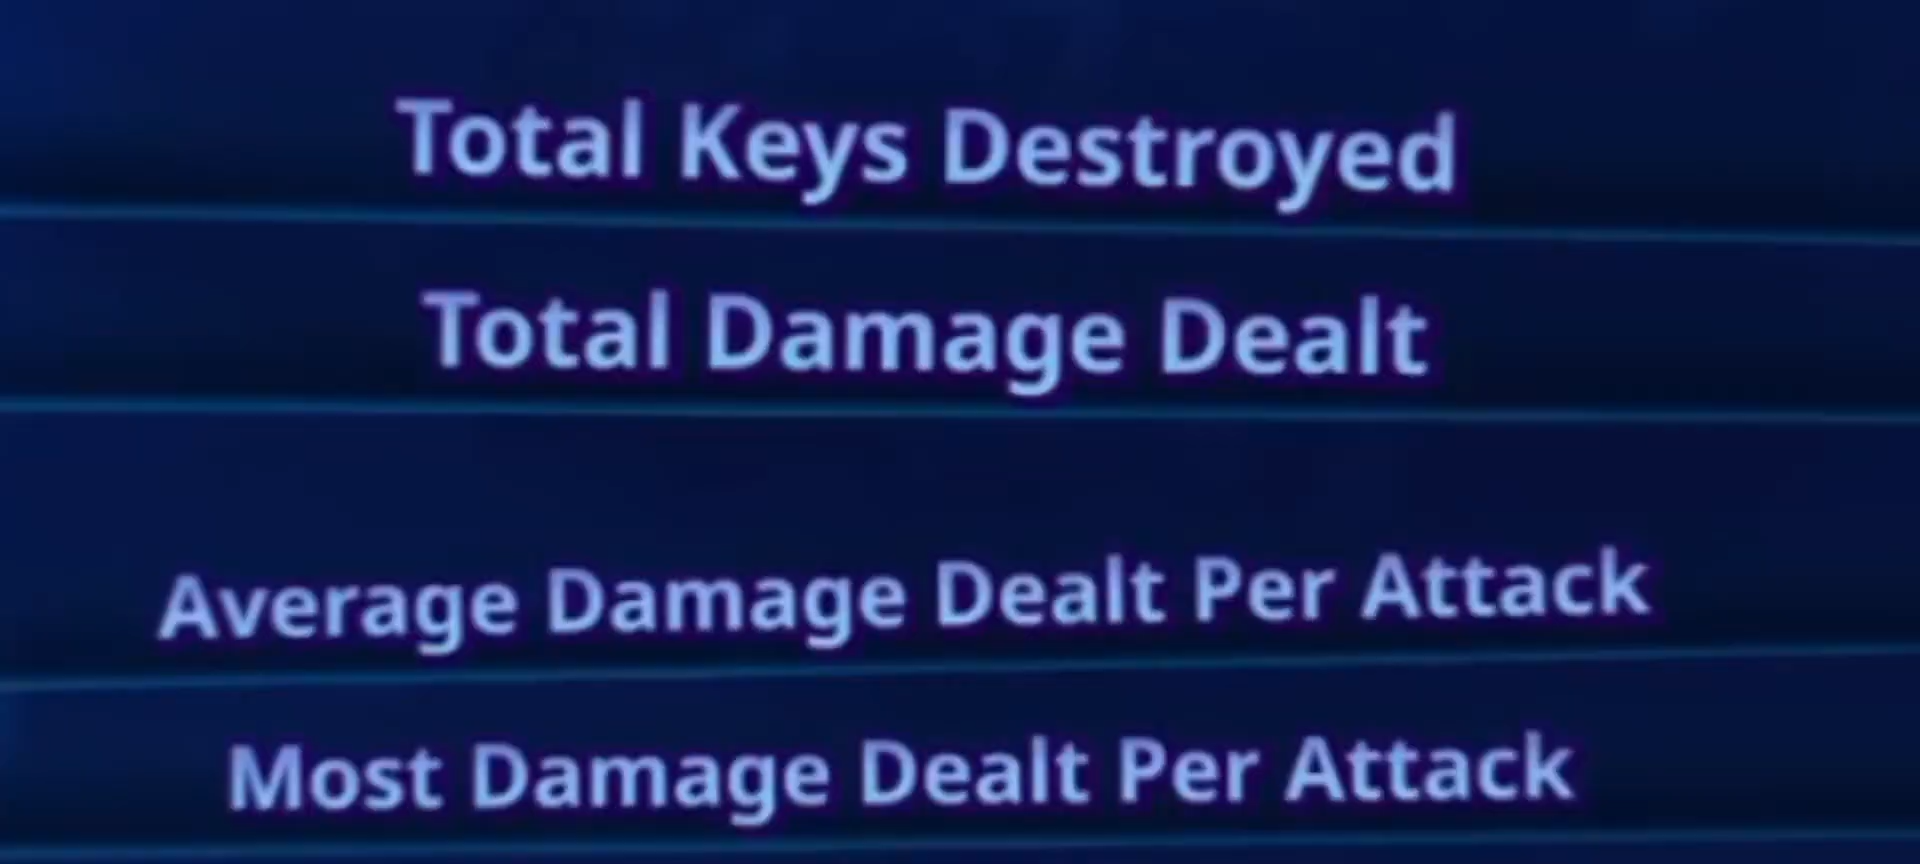 Total Keys Destroyed
Total Damage Dealt
Average Damage Dealt Per Attack
Most Damage Dealt Per Attack